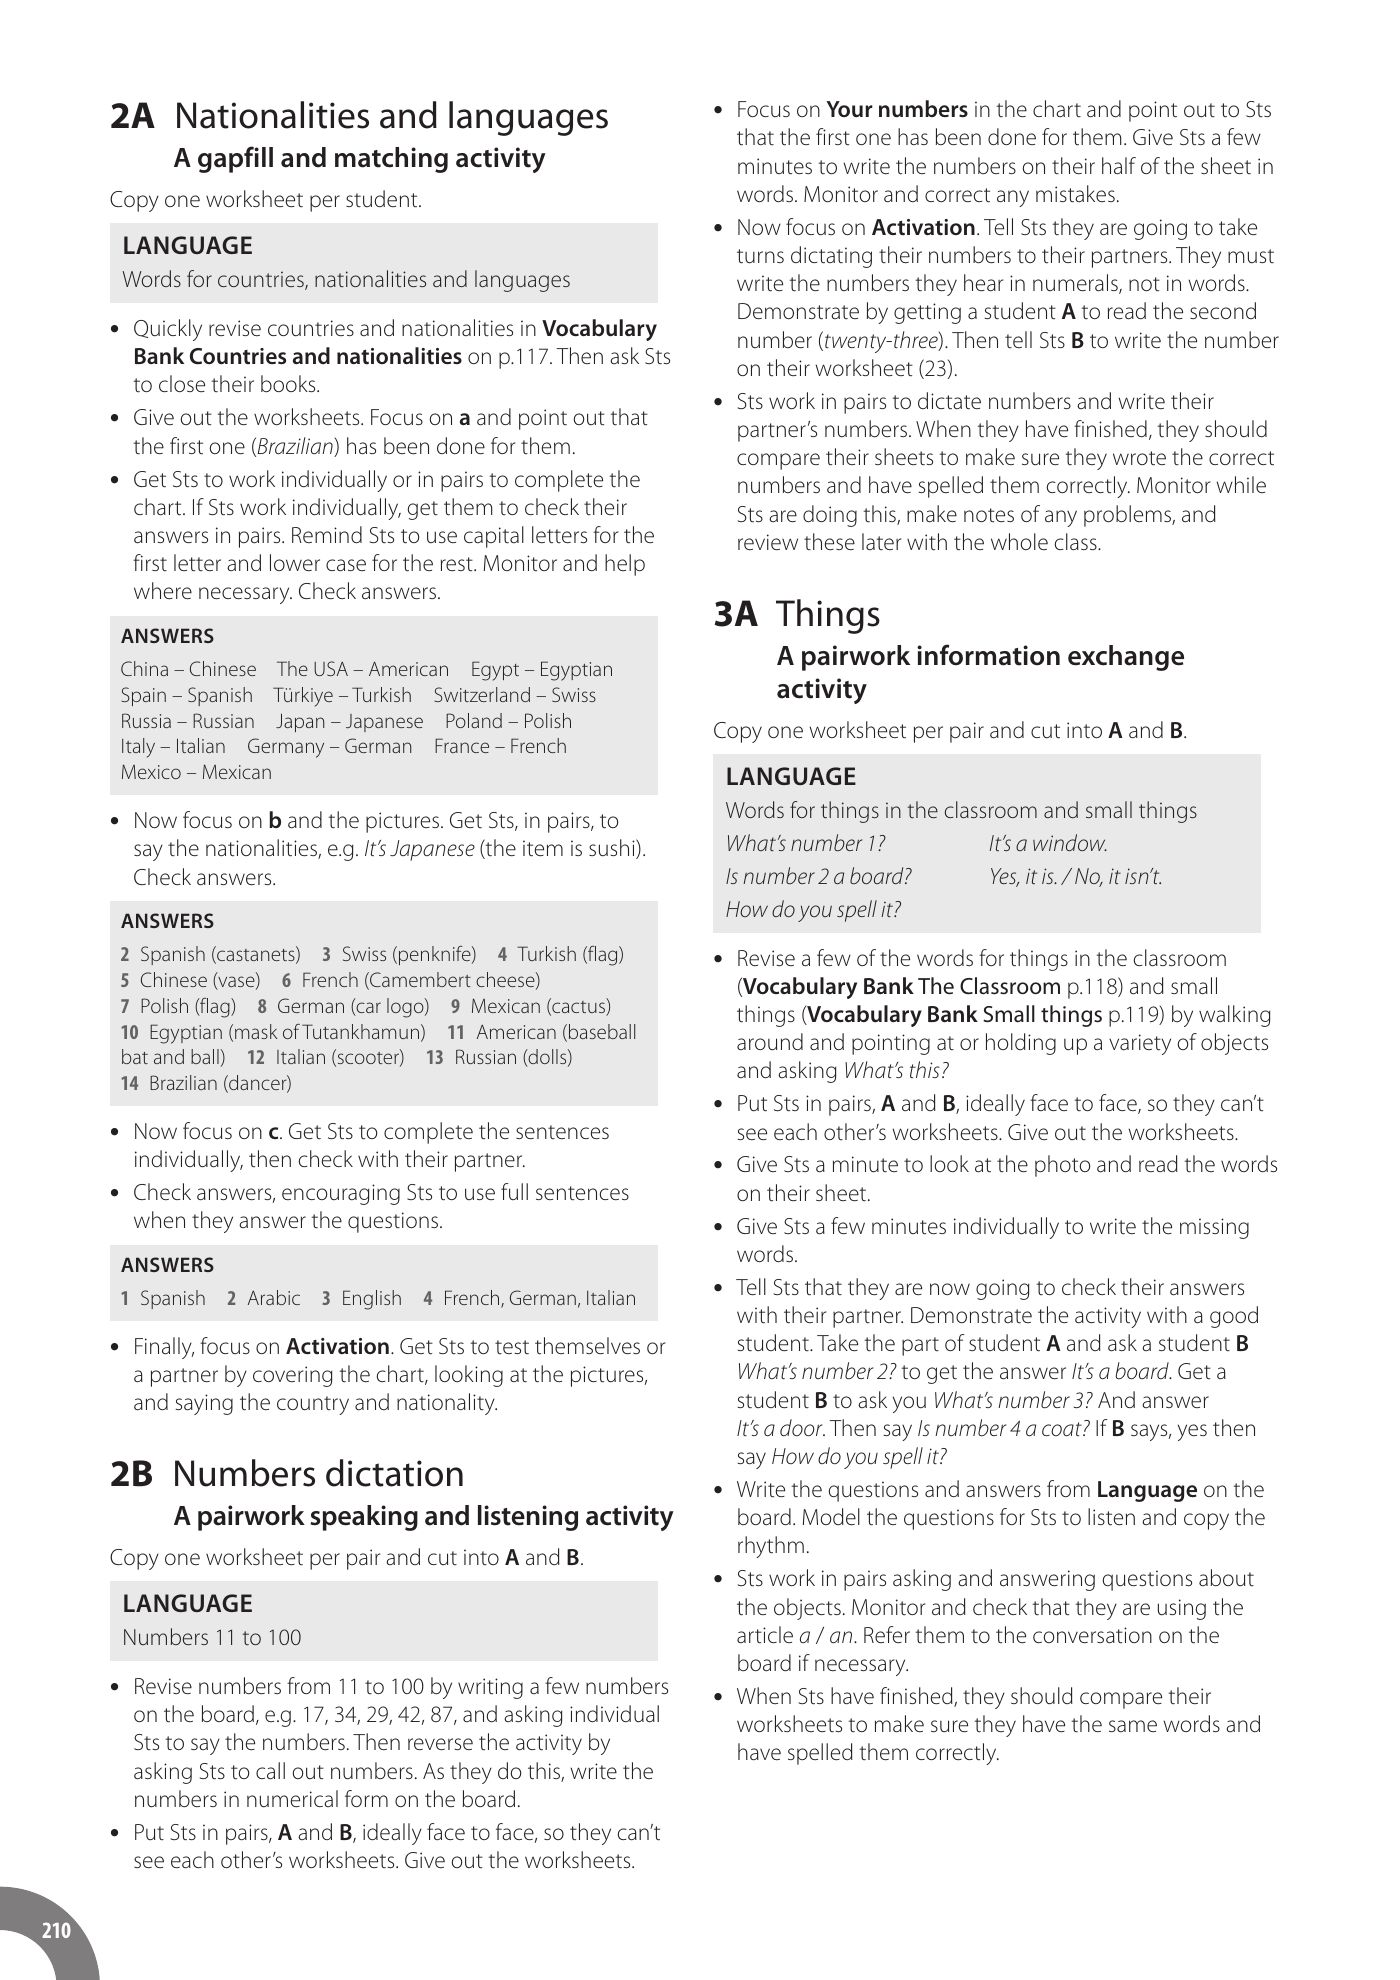 2A Nationalities and languages
A gapfill and matching activity
Copy one worksheet per student.
LANGUAGE
Words for countries, nationalities and languages
• Quickly revise countries and nationalities in Vocabulary
Bank Countries and nationalities on p.117. Then ask Sts
to close their books.
• Give out the worksheets. Focus on a and point out that
the first one (Brazilian) has been done for them.
• Get Sts to work individually or in pairs to complete the
chart. If Sts work individually, get them to check their
answers in pairs. Remind Sts to use capital letters for the
first letter and lower case for the rest. Monitor and help
where necessary. Check answers.
ANSWERS
China – Chinese The USA – American Egypt – Egyptian
Spain – Spanish Türkiye – Turkish Switzerland – Swiss
Russia – Russian Japan – Japanese Poland – Polish
Italy – Italian Germany – German France – French
Mexico – Mexican
• Now focus on b and the pictures. Get Sts, in pairs, to
say the nationalities, e.g. It's Japanese (the item is sushi).
Check answers.
ANSWERS
2 Spanish (castanets) 3 Swiss (penknife) 4 Turkish (flag)
5 Chinese (vase) 6 French (Camembert cheese)
7 Polish (flag) 8 German (car logo) 9 Mexican (cactus)
10 Egyptian (mask of Tutankhamun) 11 American (baseball
bat and ball) 12 Italian (scooter) 13 Russian (dolls)
14 Brazilian (dancer)
• Now focus on c. Get Sts to complete the sentences
individually, then check with their partner.
• Check answers, encouraging Sts to use full sentences
when they answer the questions.
ANSWERS
1 Spanish 2 Arabic 3 English 4 French, German, Italian
• Finally, focus on Activation. Get Sts to test themselves or
a partner by covering the chart, looking at the pictures,
and saying the country and nationality.
2B Numbers dictation
A pairwork speaking and listening activity
Copy one worksheet per pair and cut into A and B.
LANGUAGE
Numbers 11 to 100
• Revise numbers from 11 to 100 by writing a few numbers
on the board, e.g. 17, 34, 29, 42, 87, and asking individual
Sts to say the numbers. Then reverse the activity by
asking Sts to call out numbers. As they do this, write the
numbers in numerical form on the board.
• Put Sts in pairs, A and B, ideally face to face, so they can't
see each other's worksheets. Give out the worksheets.
• Focus on Your numbers in the chart and point out to Sts
that the first one has been done for them. Give Sts a few
minutes to write the numbers on their half of the sheet in
words. Monitor and correct any mistakes.
• Now focus on Activation. Tell Sts they are going to take
turns dictating their numbers to their partners. They must
write the numbers they hear in numerals, not in words.
Demonstrate by getting a student A to read the second
number (twenty-three). Then tell Sts B to write the number
on their worksheet (23).
• Sts work in pairs to dictate numbers and write their
partner's numbers. When they have finished, they should
compare their sheets to make sure they wrote the correct
numbers and have spelled them correctly. Monitor while
Sts are doing this, make notes of any problems, and
review these later with the whole class.
3A Things
A pairwork information exchange
activity
Copy one worksheet per pair and cut into A and B.
LANGUAGE
Words for things in the classroom and small things
What's number 1? It's a window.
Is number 2 a board? Yes, it is. / No, it isn't.
How do you spell it?
• Revise a few of the words for things in the classroom
(Vocabulary Bank The Classroom p.118) and small
things (Vocabulary Bank Small things p.119) by walking
around and pointing at or holding up a variety of objects
and asking What's this?
• Put Sts in pairs, A and B, ideally face to face, so they can't
see each other's worksheets. Give out the worksheets.
• Give Sts a minute to look at the photo and read the words
on their sheet.
• Give Sts a few minutes individually to write the missing
words.
• Tell Sts that they are now going to check their answers
with their partner. Demonstrate the activity with a good
student. Take the part of student A and ask a student B
What's number 2? to get the answer It's a board. Get a
student B to ask you What's number 3? And answer
It's a door. Then say Is number 4 a coat? If B says, yes then
say How do you spell it?
• Write the questions and answers from Language on the
board. Model the questions for Sts to listen and copy the
rhythm.
• Sts work in pairs asking and answering questions about
the objects. Monitor and check that they are using the
article a / an. Refer them to the conversation on the
board if necessary.
• When Sts have finished, they should compare their
worksheets to make sure they have the same words and
have spelled them correctly.
210